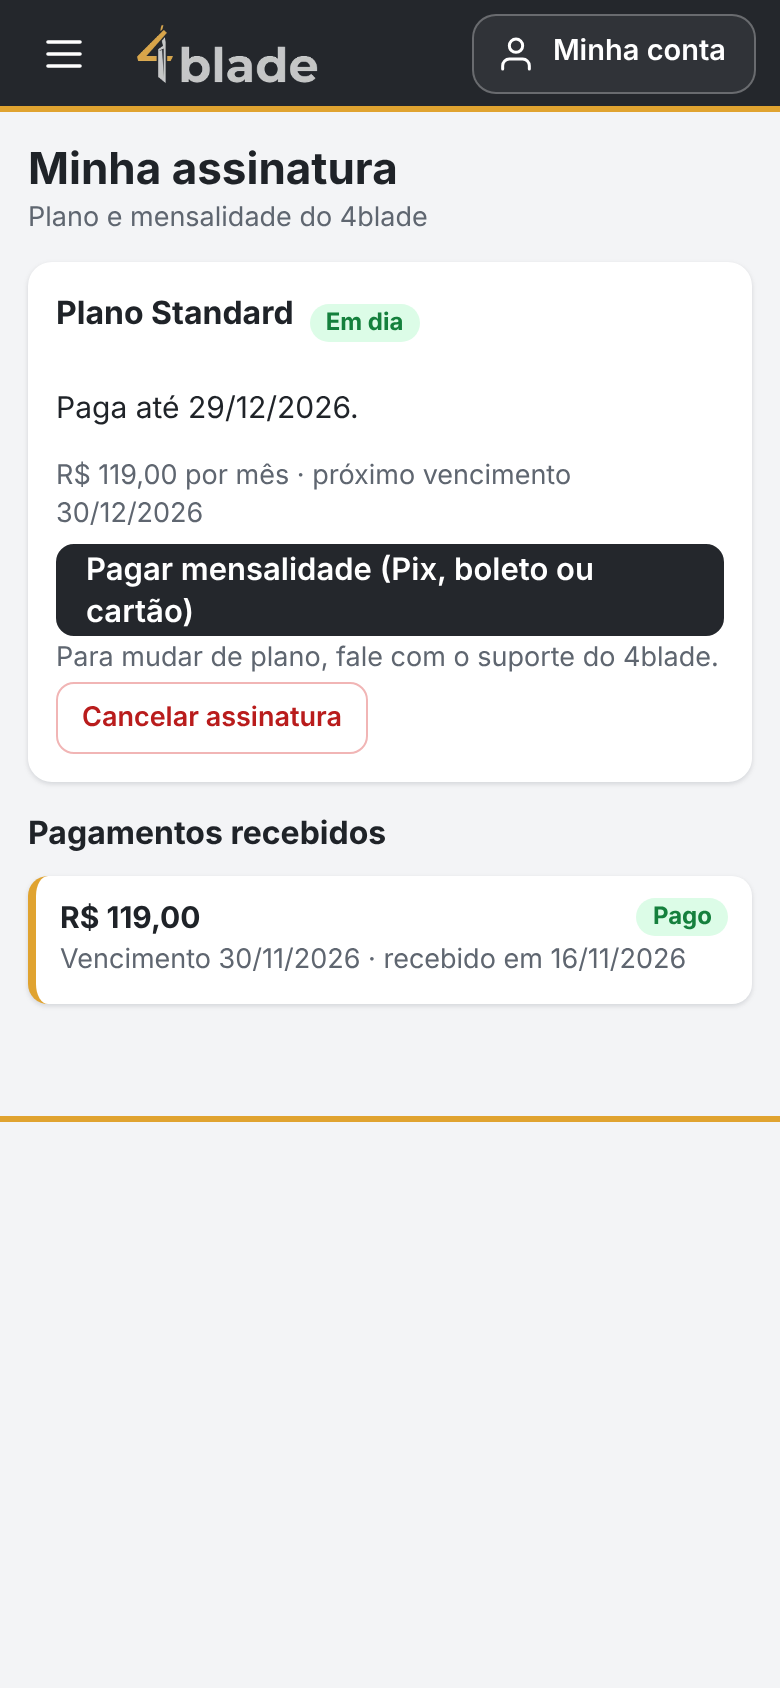 4blade
Minha conta
Minha assinatura
Plano e mensalidade do 4blade
Plano Standard
Em dia
Paga até 29/12/2026.
R$ 119,00 por mês · próximo vencimento
30/12/2026
Pagar mensalidade (Pix, boleto ou
cartão)
Para mudar de plano, fale com o suporte do 4blade.
Cancelar assinatura
Pagamentos recebidos
R$ 119,00
Pago
Vencimento 30/11/2026 · recebido em 16/11/2026